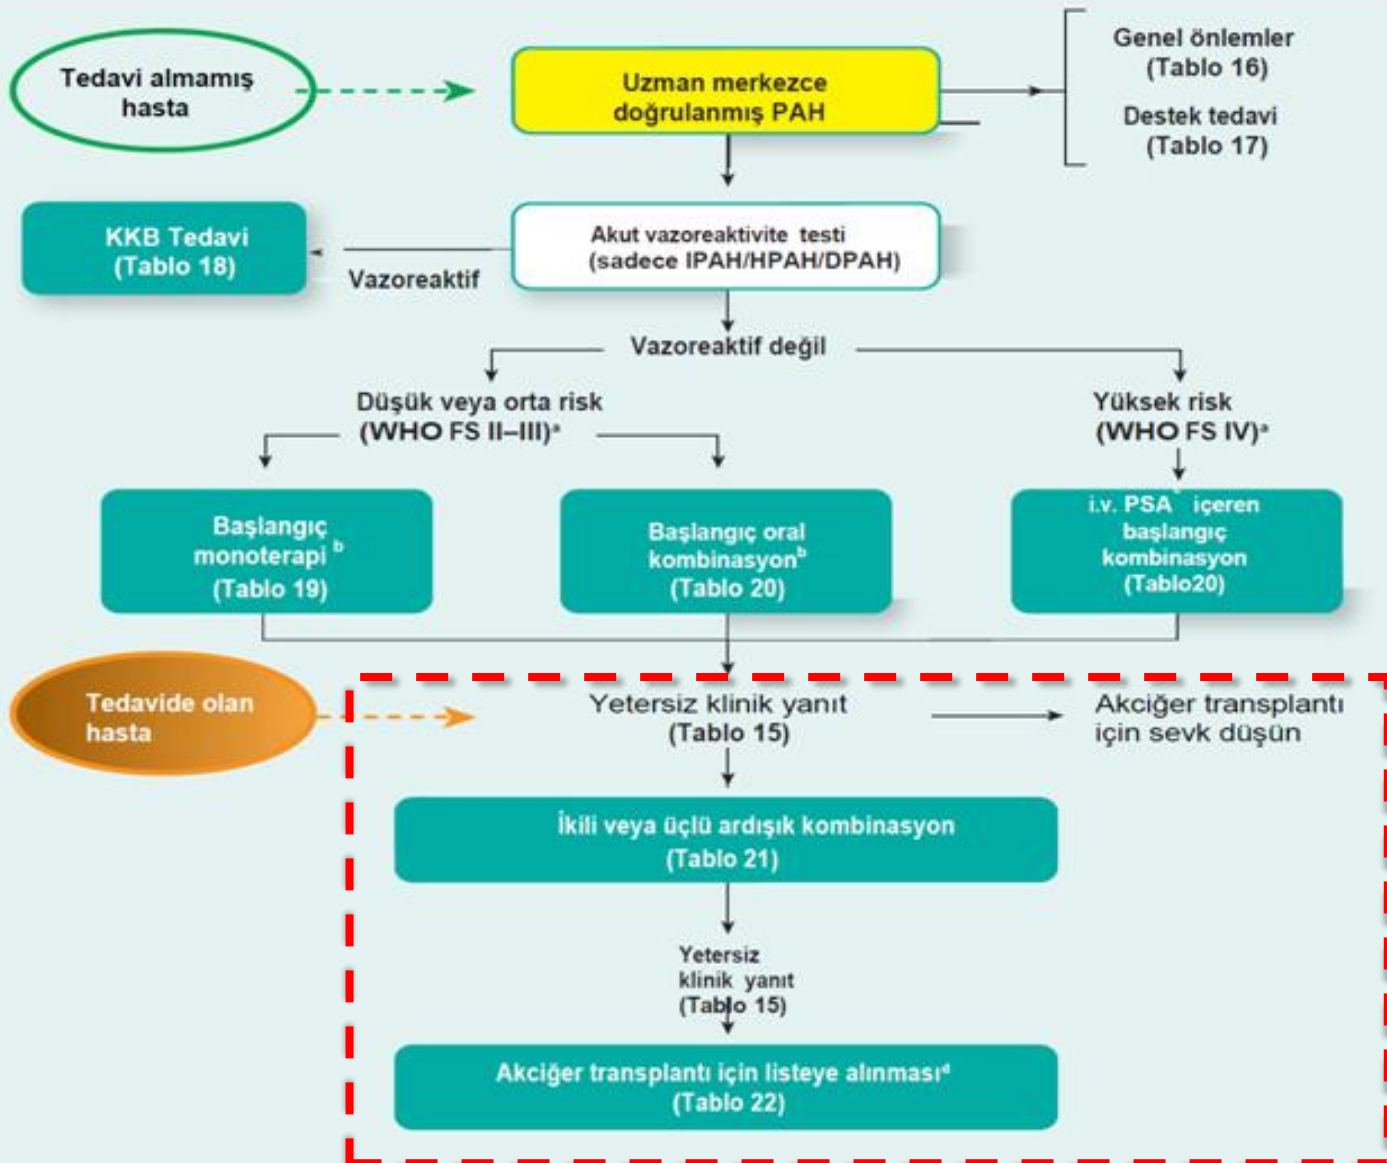 Tedavi almamış
hasta
Uzman merkezce
doğrulanmış PAH
Genel önlemler
(Tablo 16)
Destek tedavi
(Tablo 17)
KKB Tedavi
(Tablo 18)
Vazoreaktif
Akut vazoreaktivite testi
(sadece IPAH/HPAH/DPAH)
Vazoreaktif değil
Düşük veya orta risk
(WHO FS II–III)ᵃ
Yüksek risk
(WHO FS IV)ᵃ
Başlangıç
monoterapi ᵇ
(Tablo 19)
Başlangıç oral
kombinasyonᵇ
(Tablo 20)
i.v. PSA içeren
başlangıç
kombinasyon
(Tablo20)
Tedavide olan
hasta
Yetersiz klinik yanıt
(Tablo 15)
Akciğer transplantı
için sevk düşün
İkili veya üçlü ardışık kombinasyon
(Tablo 21)
Yetersiz
klinik yanıt
(Tablo 15)
Akciğer transplantı için listeye alınmasıᵈ
(Tablo 22)